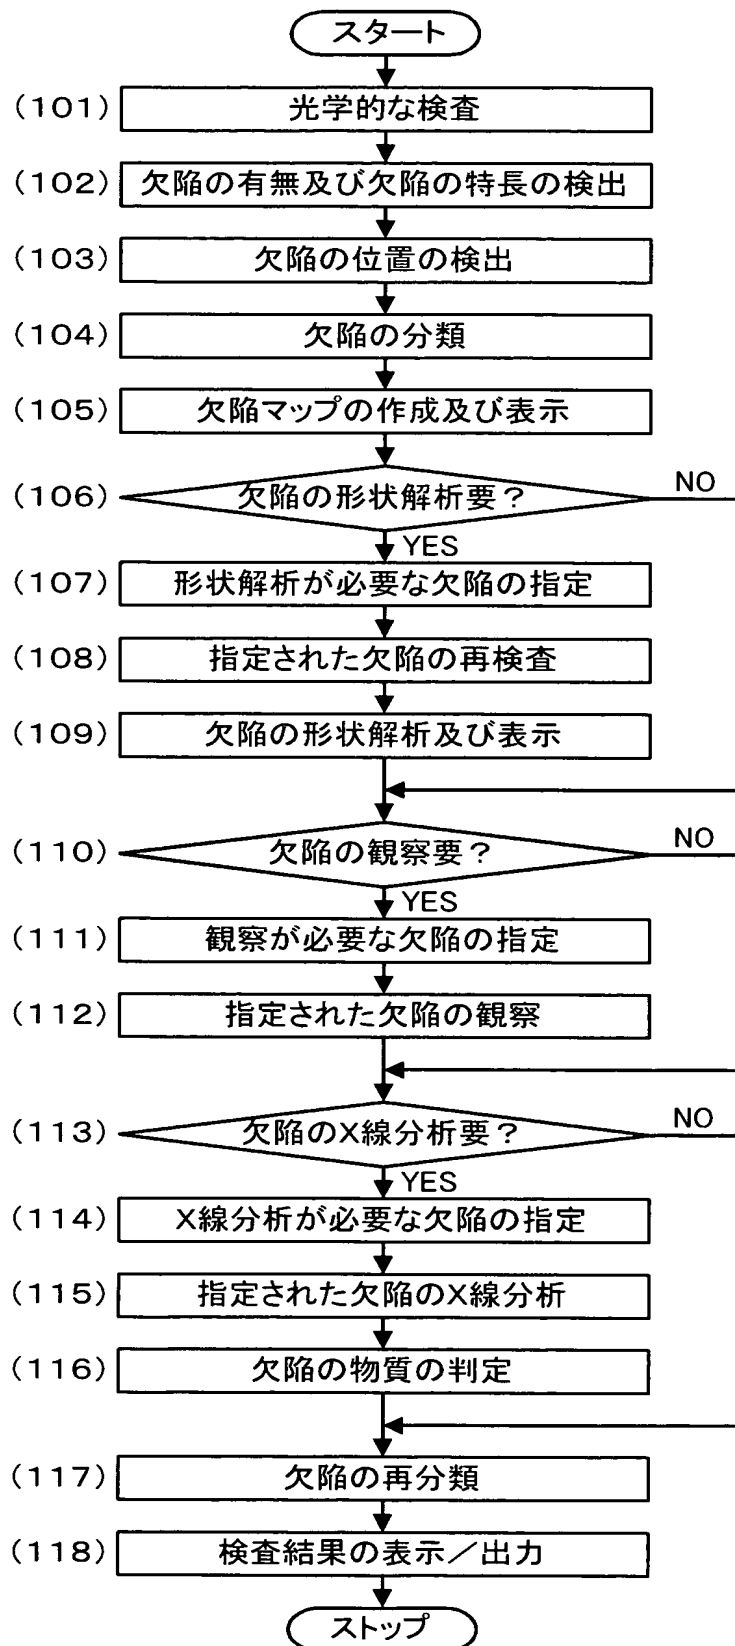 スタート
(101) 光学的な検査
(102) 欠陥の有無及び欠陥の特長の検出
(103) 欠陥の位置の検出
(104) 欠陥の分類
(105) 欠陥マップの作成及び表示
(106) 欠陥の形状解析要? NO
YES
(107) 形状解析が必要な欠陥の指定
(108) 指定された欠陥の再検査
(109) 欠陥の形状解析及び表示
(110) 欠陥の観察要? NO
YES
(111) 観察が必要な欠陥の指定
(112) 指定された欠陥の観察
(113) 欠陥のX線分析要? NO
YES
(114) X線分析が必要な欠陥の指定
(115) 指定された欠陥のX線分析
(116) 欠陥の物質の判定
(117) 欠陥の再分類
(118) 検査結果の表示/出力
ストップ